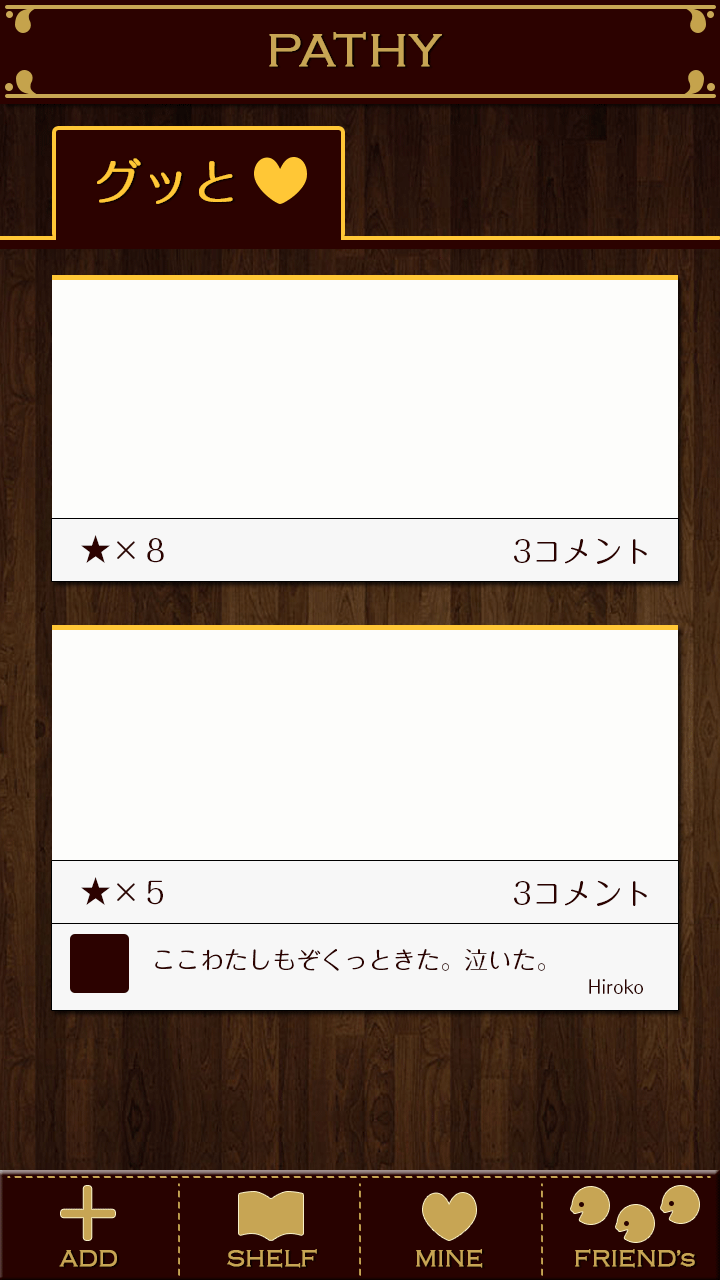 PATHY
グッと♥
★×8 3コメント
★×5 3コメント
ここわたしもぞくっときた。泣いた。
Hiroko
ADD SHELF MINE FRIEND's